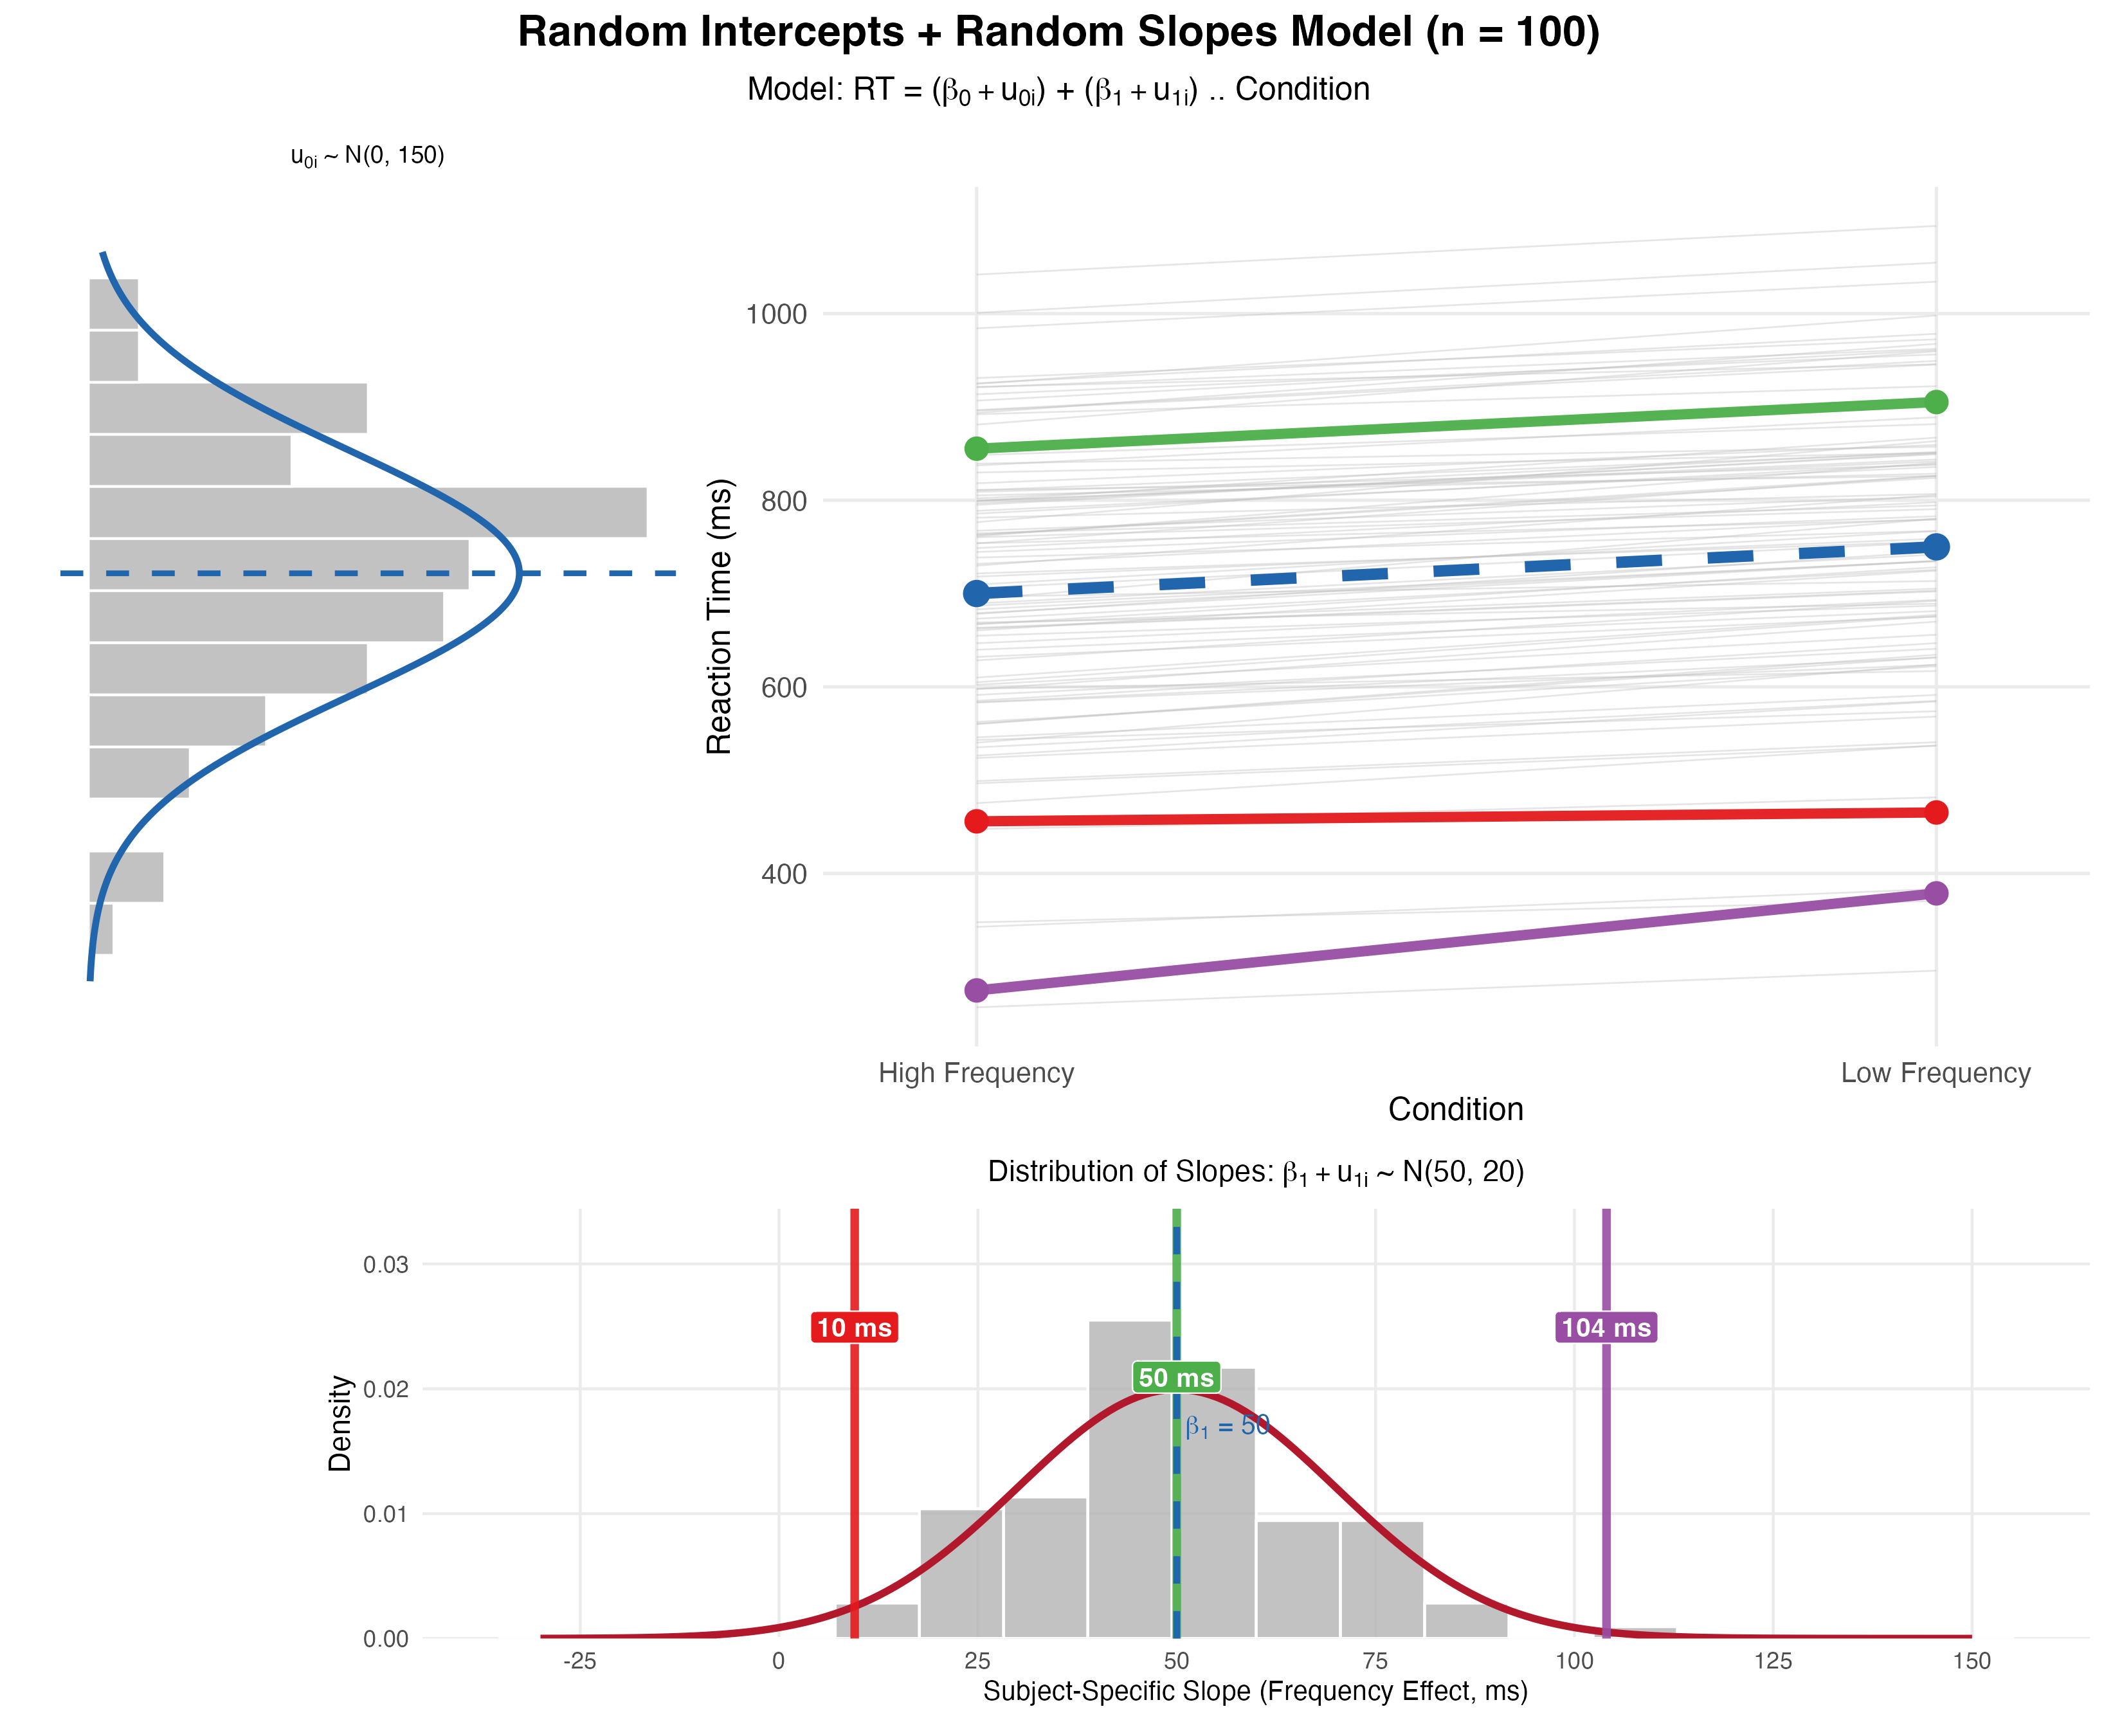 Random Intercepts + Random Slopes Model (n = 100)
Model: RT = (β₀ + u₀ᵢ) + (β₁ + u₁ᵢ) .. Condition
u₀ᵢ ~ N(0, 150)
Reaction Time (ms)
1000
800
600
400
High Frequency
Low Frequency
Condition
Distribution of Slopes: β₁ + u₁ᵢ ~ N(50, 20)
Density
0.03
0.02
0.01
0.00
10 ms
50 ms
104 ms
β₁ = 50
-25
0
25
50
75
100
125
150
Subject-Specific Slope (Frequency Effect, ms)